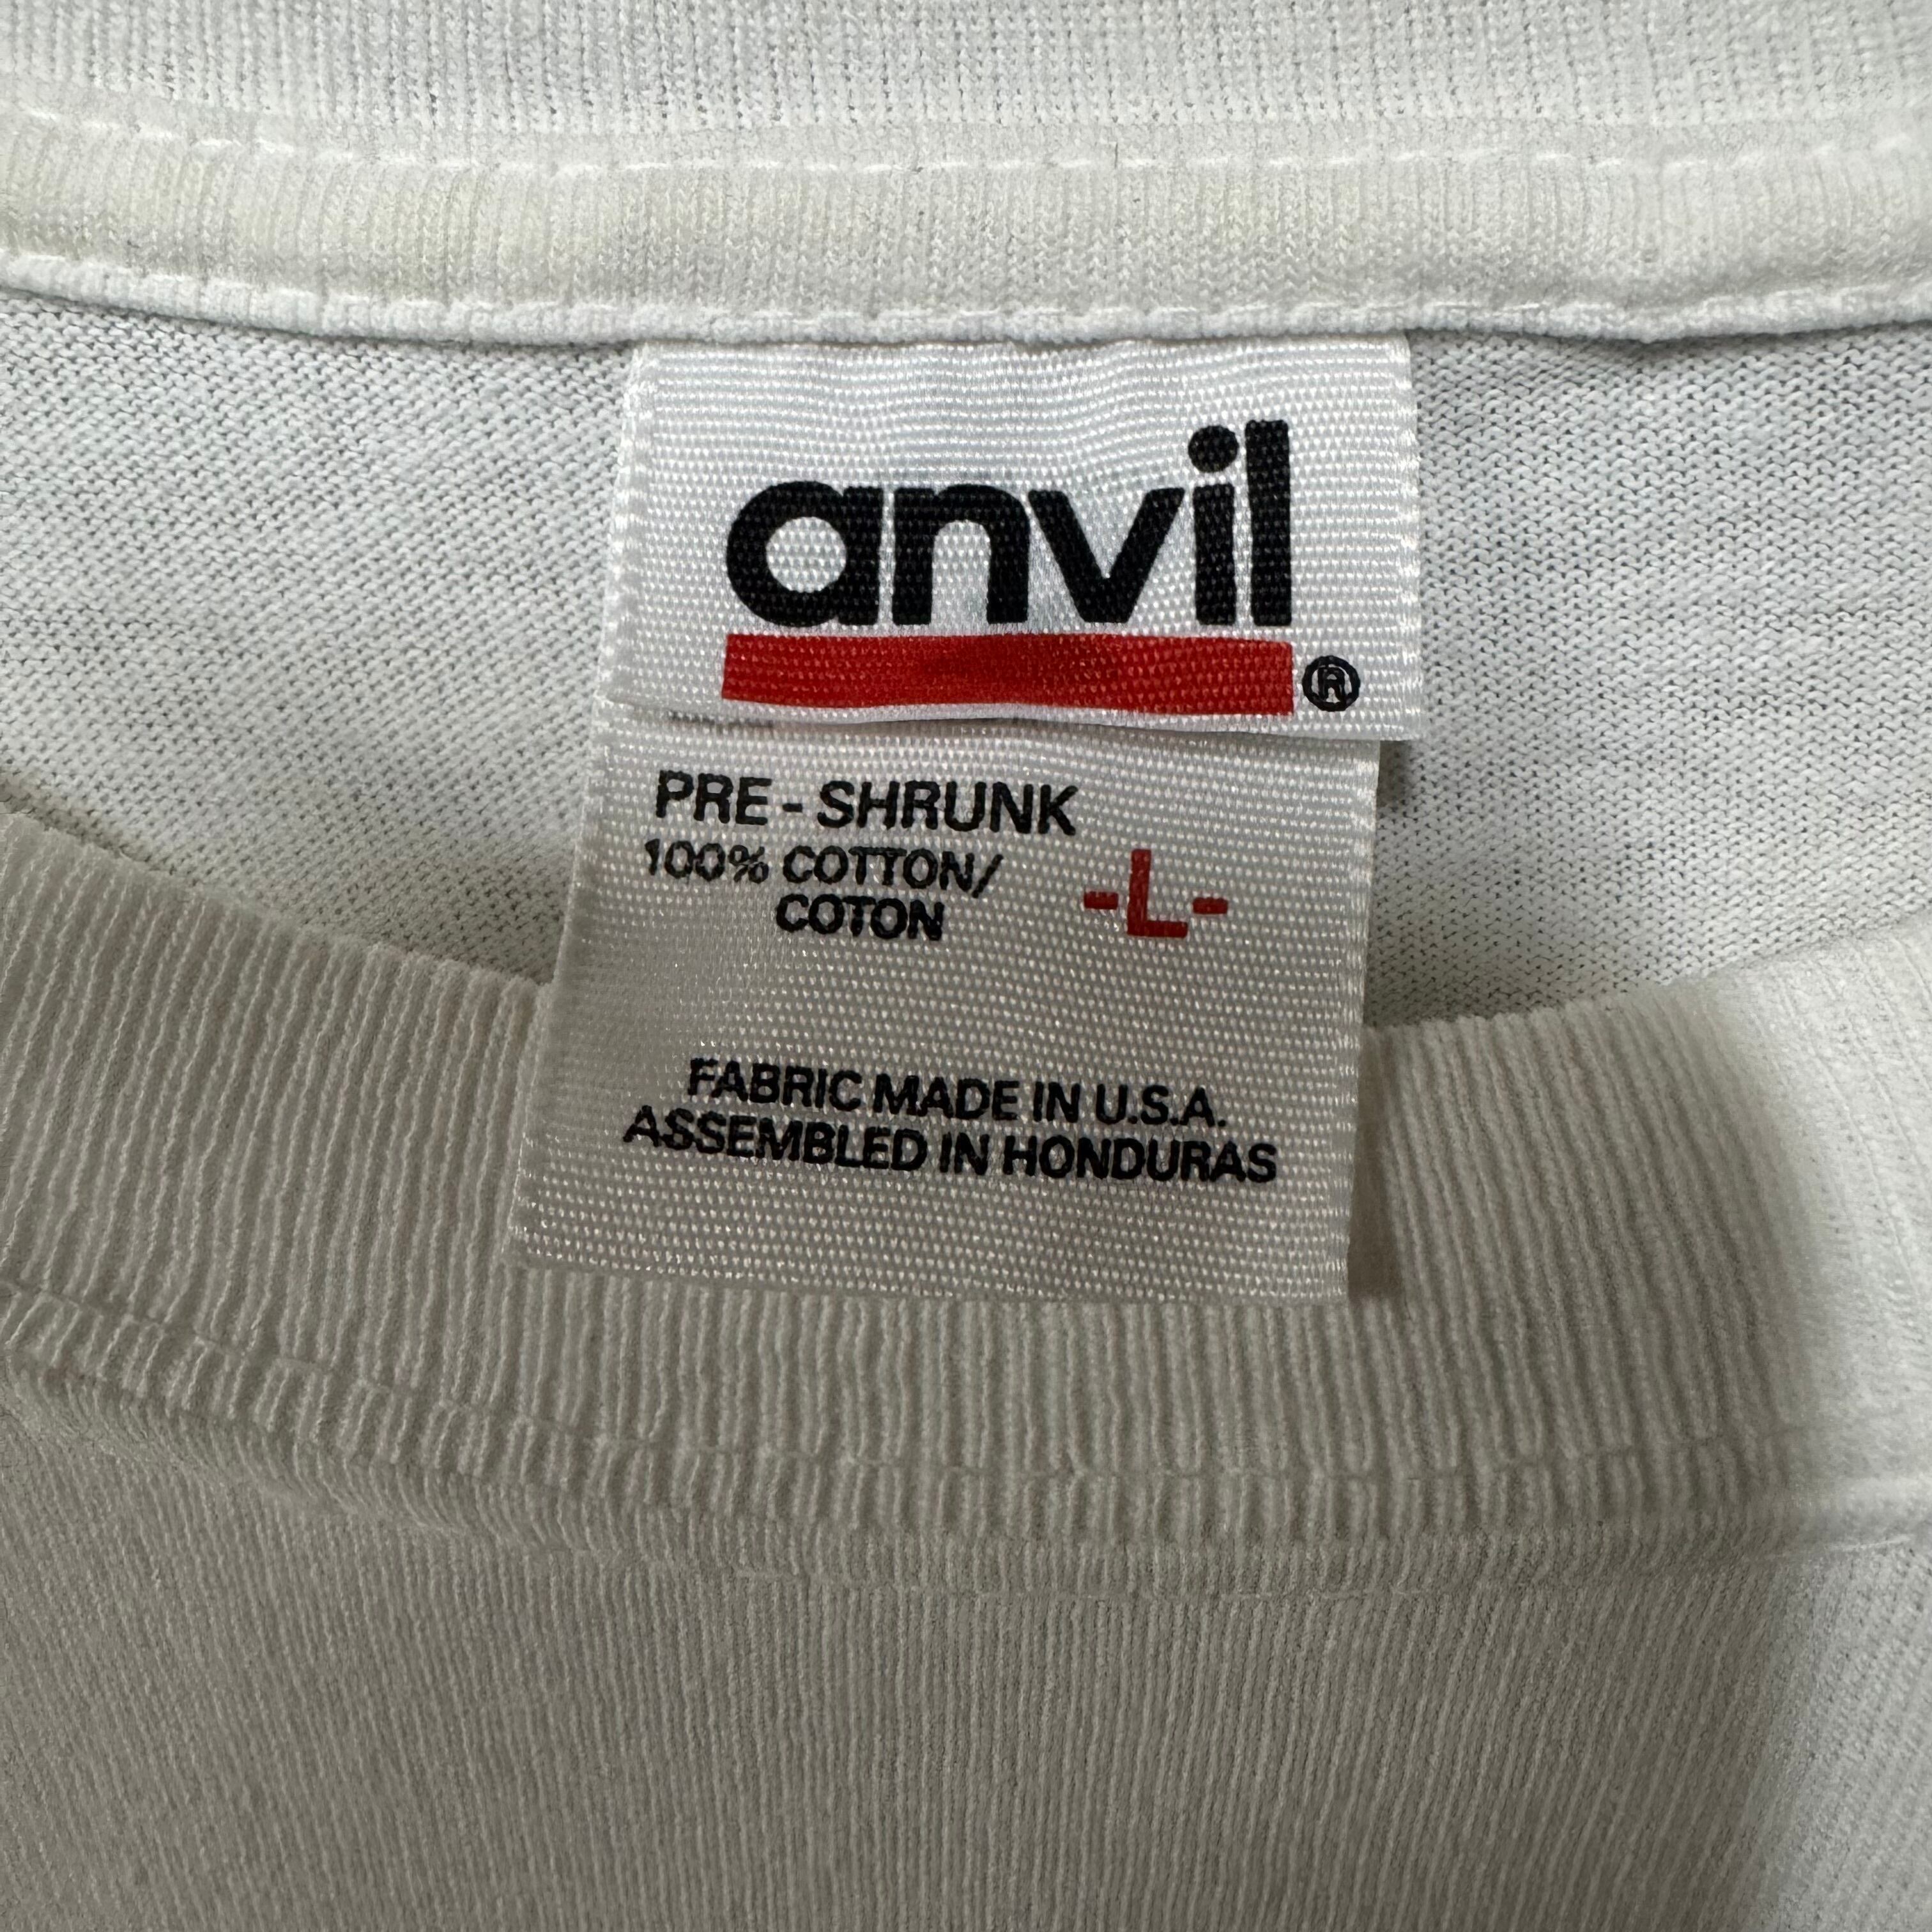 anvil ®
PRE - SHRUNK
100% COTTON/
COTON
-L-
FABRIC MADE IN U.S.A.
ASSEMBLED IN HONDURAS